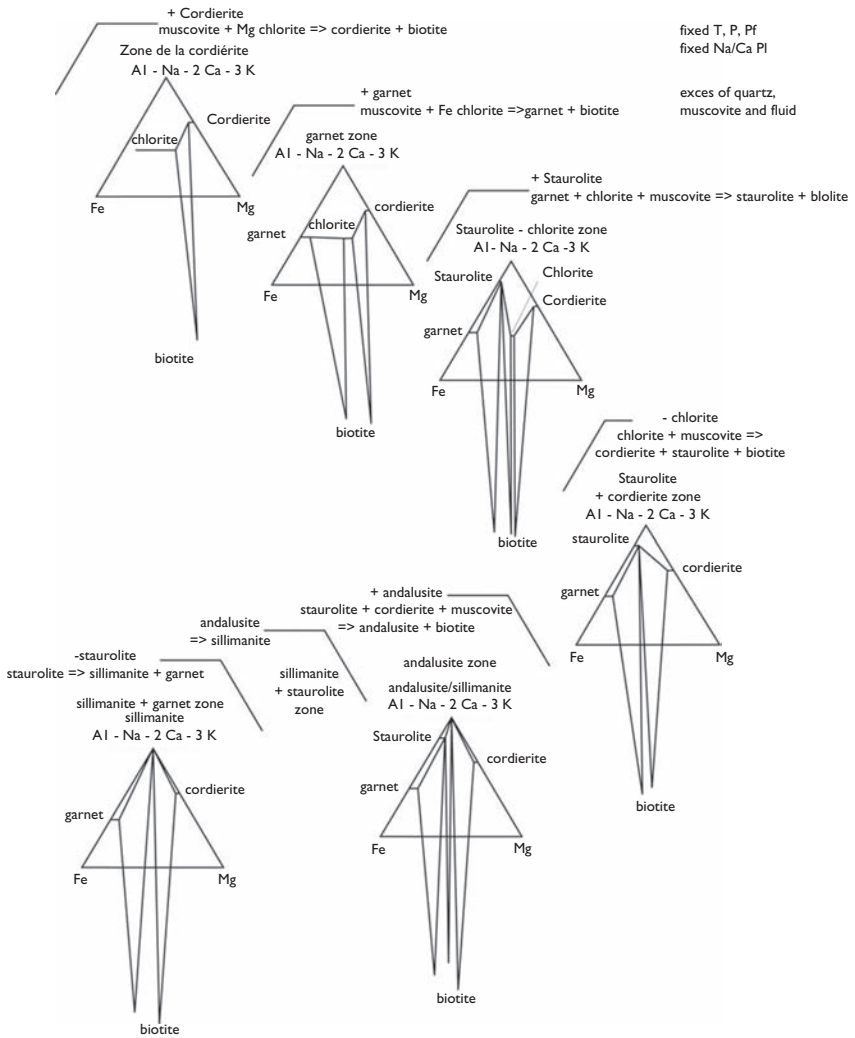 + Cordierite
muscovite + Mg chlorite => cordierite + biotite
Zone de la cordiérite
A1 - Na - 2 Ca - 3 K
Cordierite
chlorite
Fe
Mg
biotite
fixed T, P, Pf
fixed Na/Ca Pl
exces of quartz,
muscovite and fluid
+ garnet
muscovite + Fe chlorite =>garnet + biotite
garnet zone
A1 - Na - 2 Ca - 3 K
cordierite
chlorite
garnet
Fe
Mg
biotite
+ Staurolite
garnet + chlorite + muscovite => staurolite + blolite
Staurolite - chlorite zone
A1- Na - 2 Ca -3 K
Staurolite
Chlorite
Cordierite
garnet
Fe
Mg
biotite
- chlorite
chlorite + muscovite =>
cordierite + staurolite + biotite
Staurolite
+ cordierite zone
A1 - Na - 2 Ca - 3 K
staurolite
cordierite
garnet
Fe
Mg
biotite
+ andalusite
staurolite + cordierite + muscovite
=> andalusite + biotite
andalusite zone
andalusite/sillimanite
A1 - Na - 2 Ca - 3 K
Staurolite
cordierite
garnet
Fe
Mg
biotite
andalusite
=> sillimanite
sillimanite
+ staurolite
zone
-staurolite
staurolite => sillimanite + garnet
sillimanite + garnet zone
sillimanite
A1 - Na - 2 Ca - 3 K
cordierite
garnet
Fe
Mg
biotite